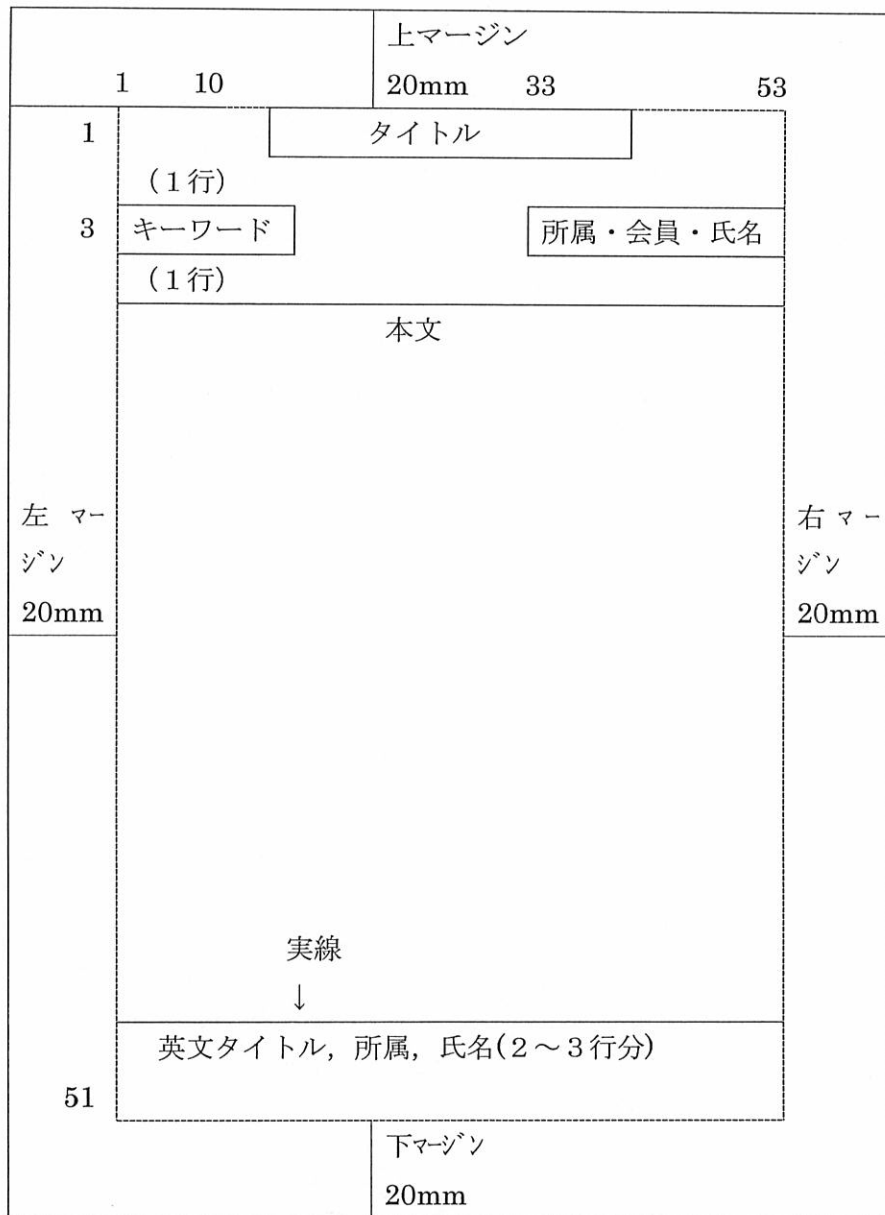 上マージン
1 10 20mm 33 53
1 タイトル
(1行)
3 キーワード 所属・会員・氏名
(1行)
本文
左 マー
ジン
20mm
右マー
ジン
20mm
実線
↓
英文タイトル, 所属, 氏名(2～3行分)
51
下マージン
20mm